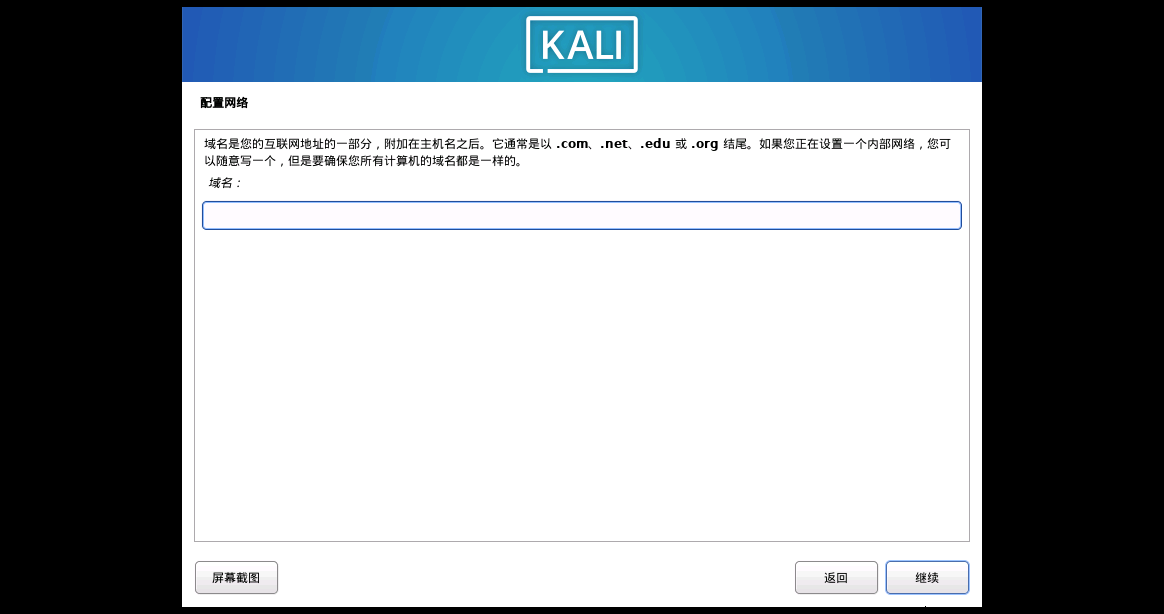 KALI
配置网络
域名是您的互联网地址的一部分，附加在主机名之后。它通常是以 .com、.net、.edu 或 .org 结尾。如果您正在设置一个内部网络，您可
以随意写一个，但是要确保您所有计算机的域名都是一样的。
域名：
屏幕截图
返回
继续